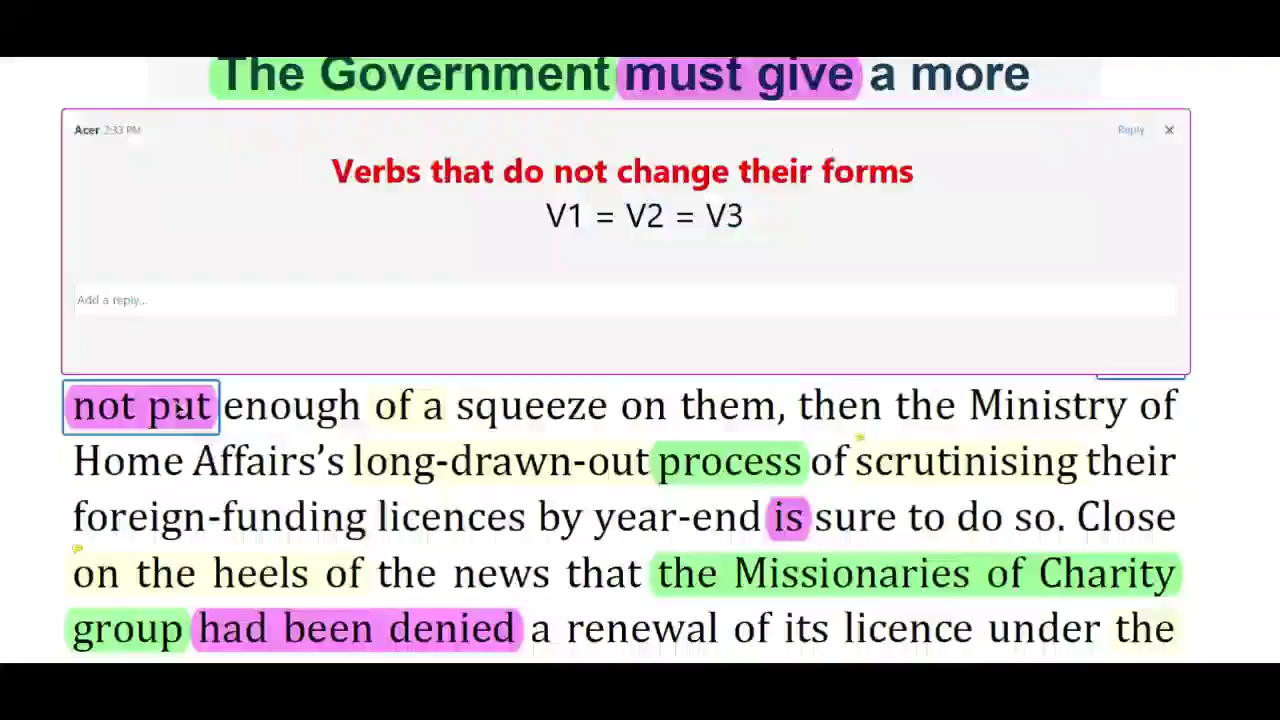 The Government must give a more
Acer 2:33 PM Reply ×
Verbs that do not change their forms
V1 = V2 = V3
Add a reply...
not put enough of a squeeze on them, then the Ministry of
Home Affairs’s long-drawn-out process of scrutinising their
foreign-funding licences by year-end is sure to do so. Close
on the heels of the news that the Missionaries of Charity
group had been denied a renewal of its licence under the